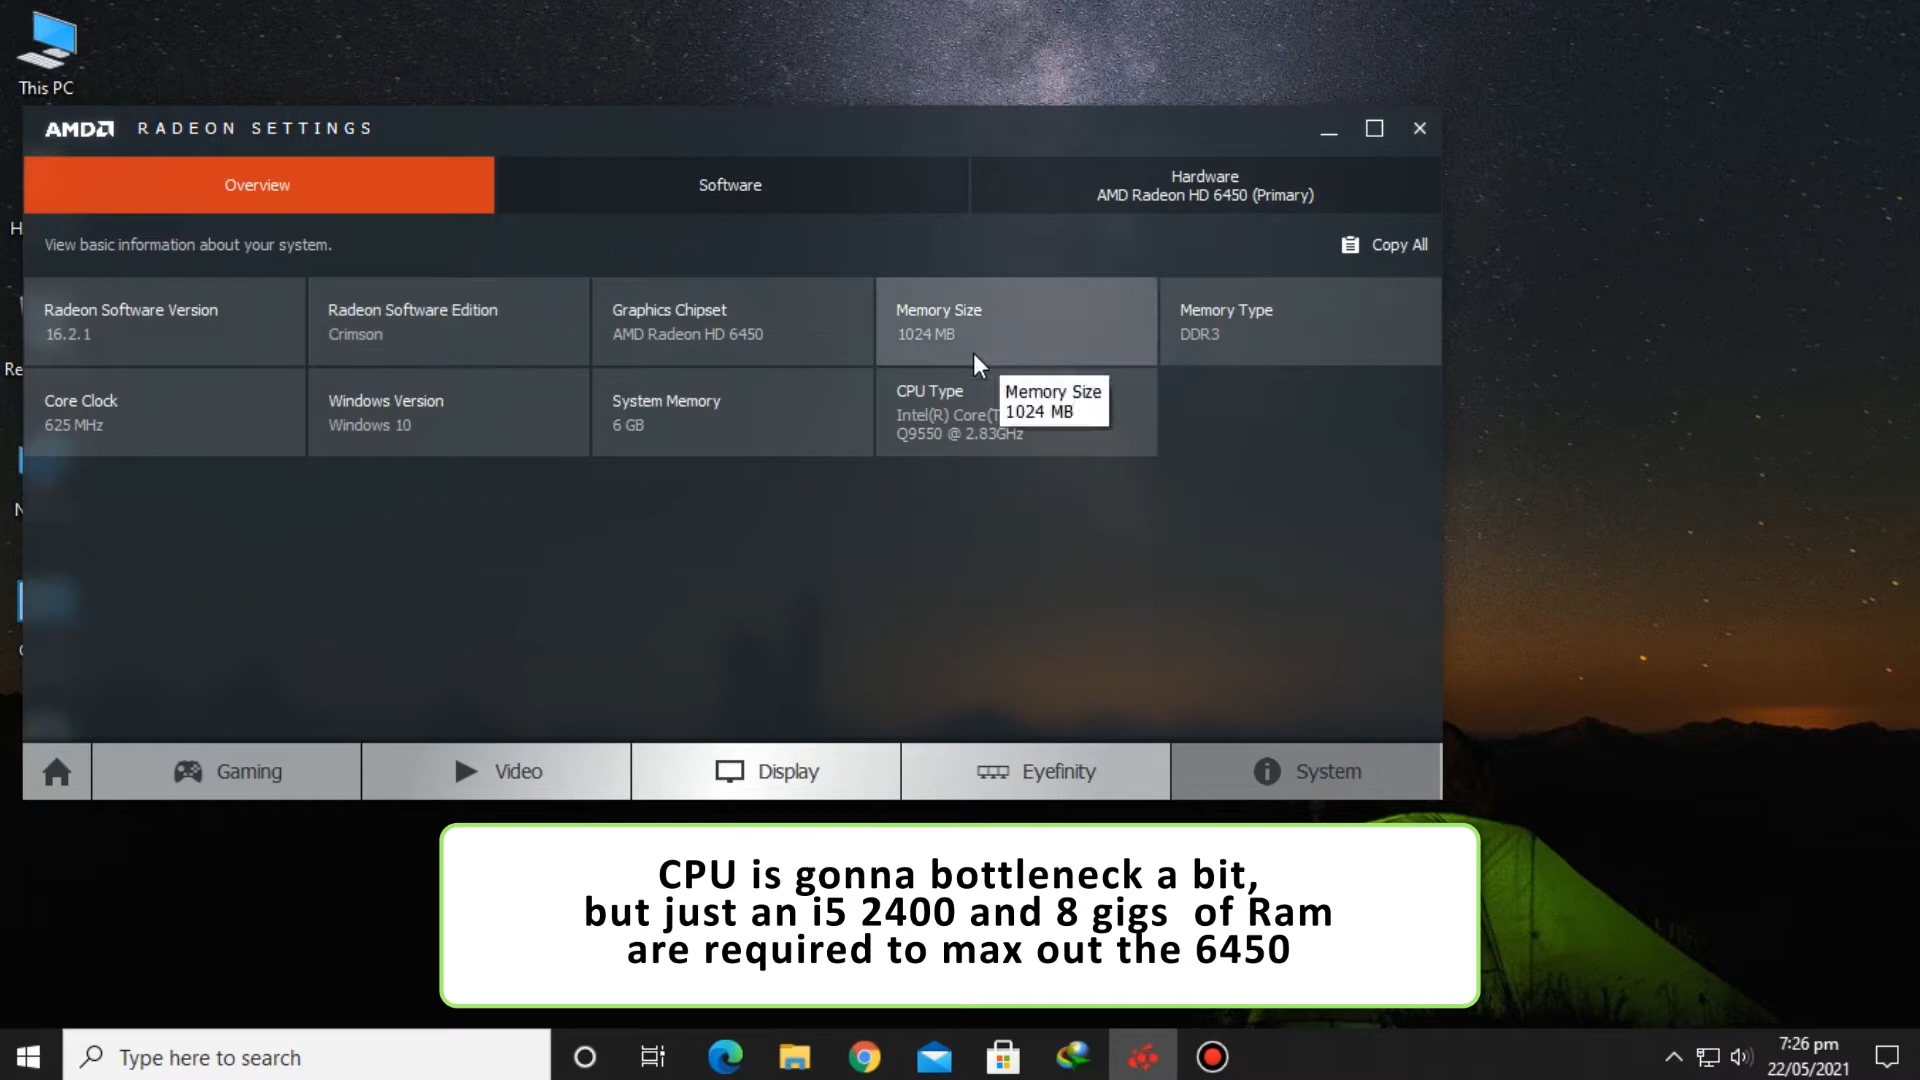 This PC
AMD RADEON SETTINGS
Overview
Software
Hardware
AMD Radeon HD 6450 (Primary)
View basic information about your system.
Copy All
Radeon Software Version
16.2.1
Radeon Software Edition
Crimson
Graphics Chipset
AMD Radeon HD 6450
Memory Size
1024 MB
Memory Type
DDR3
Core Clock
625 MHz
Windows Version
Windows 10
System Memory
6 GB
CPU Type
Intel(R) Core(T
Q9550 @ 2.83GHz
Memory Size
1024 MB
H
Re
N
Gaming
Video
Display
Eyefinity
System
CPU is gonna bottleneck a bit,
but just an i5 2400 and 8 gigs of Ram
are required to max out the 6450
Type here to search
7:26 pm
22/05/2021